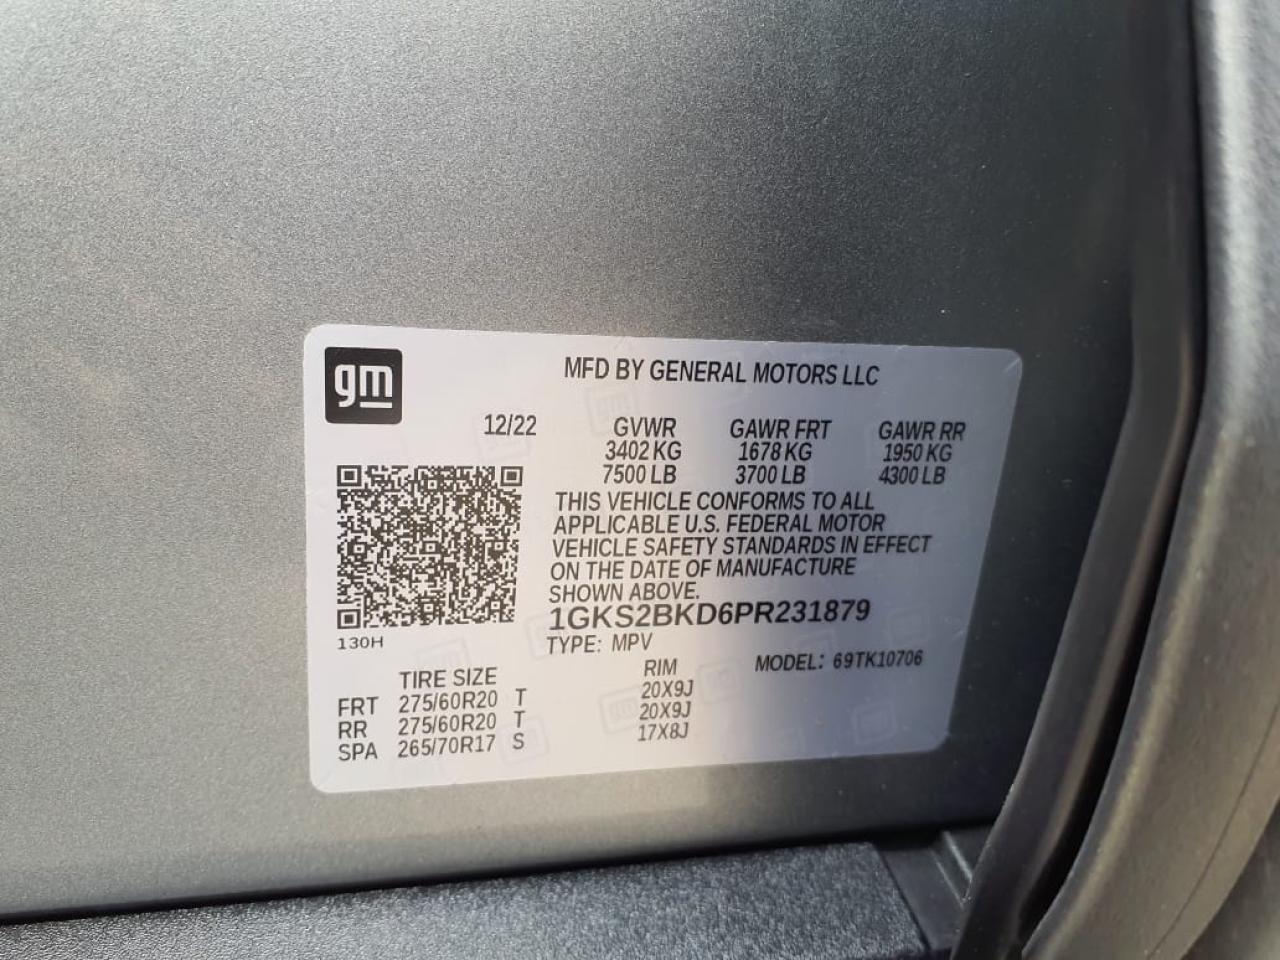 gm
MFD BY GENERAL MOTORS LLC
12/22 GVWR GAWR FRT GAWR RR
3402 KG 1678 KG 1950 KG
7500 LB 3700 LB 4300 LB
THIS VEHICLE CONFORMS TO ALL
APPLICABLE U.S. FEDERAL MOTOR
VEHICLE SAFETY STANDARDS IN EFFECT
ON THE DATE OF MANUFACTURE
SHOWN ABOVE.
1GKS2BKD6PR231879
130H
TYPE: MPV MODEL: 69TK10706
TIRE SIZE RIM
FRT 275/60R20 T 20X9J
RR 275/60R20 T 20X9J
SPA 265/70R17 S 17X8J